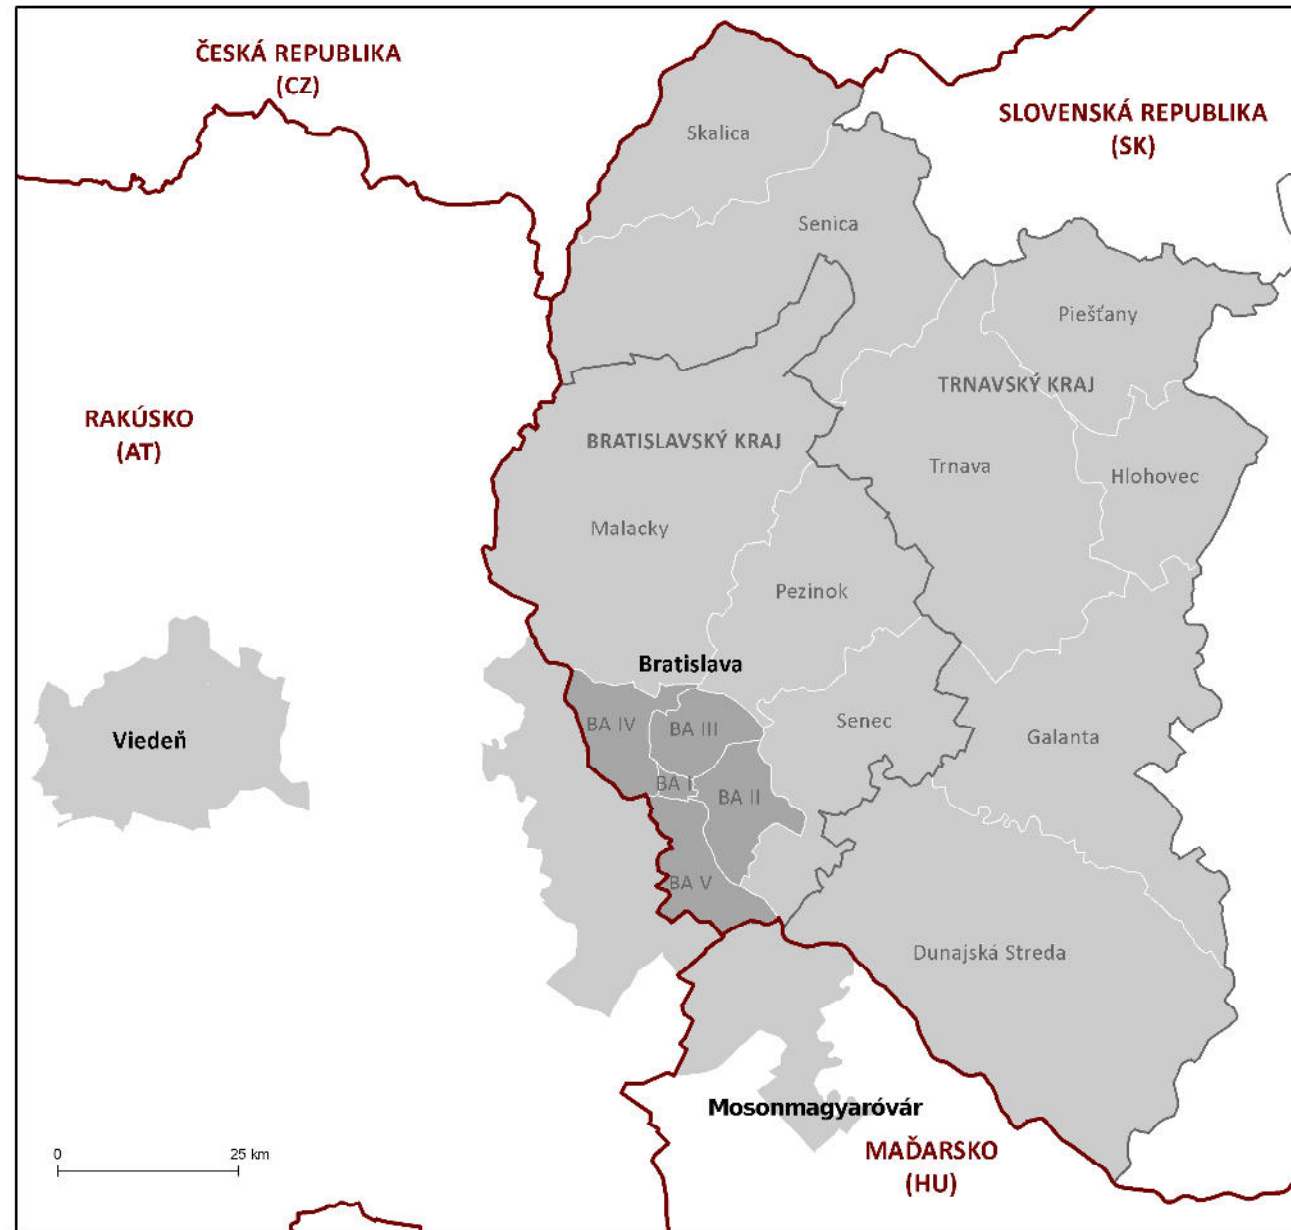 ČESKÁ REPUBLIKA
(CZ)
SLOVENSKÁ REPUBLIKA
(SK)
Skalica
Senica
Piešťany
TRNAVSKÝ KRAJ
RAKÚSKO
(AT)
BRATISLAVSKÝ KRAJ
Trnava
Hlohovec
Malacky
Pezinok
Bratislava
BA IV
BA III
Senec
Galanta
Viedeň
BA I
BA II
BA V
Dunajská Streda
Mosonmagyaróvár
MAĎARSKO
(HU)
0 25 km